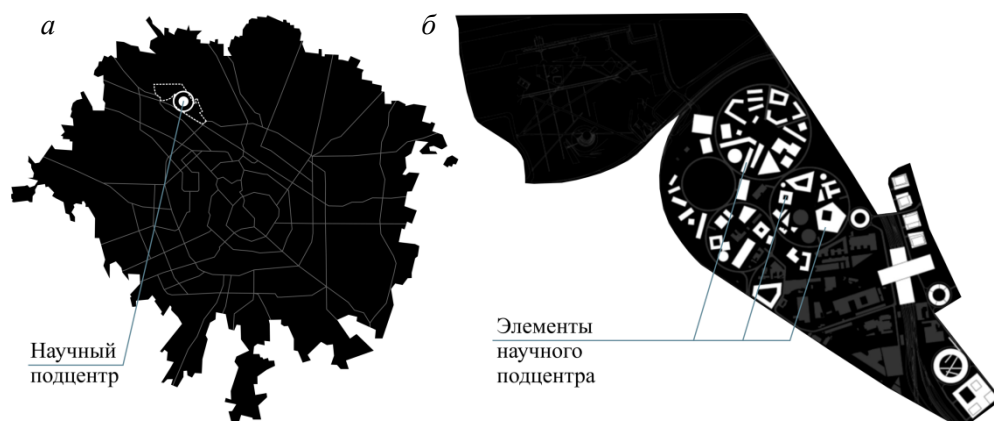 а
б
Научный
подцентр
Элементы
научного
подцентра